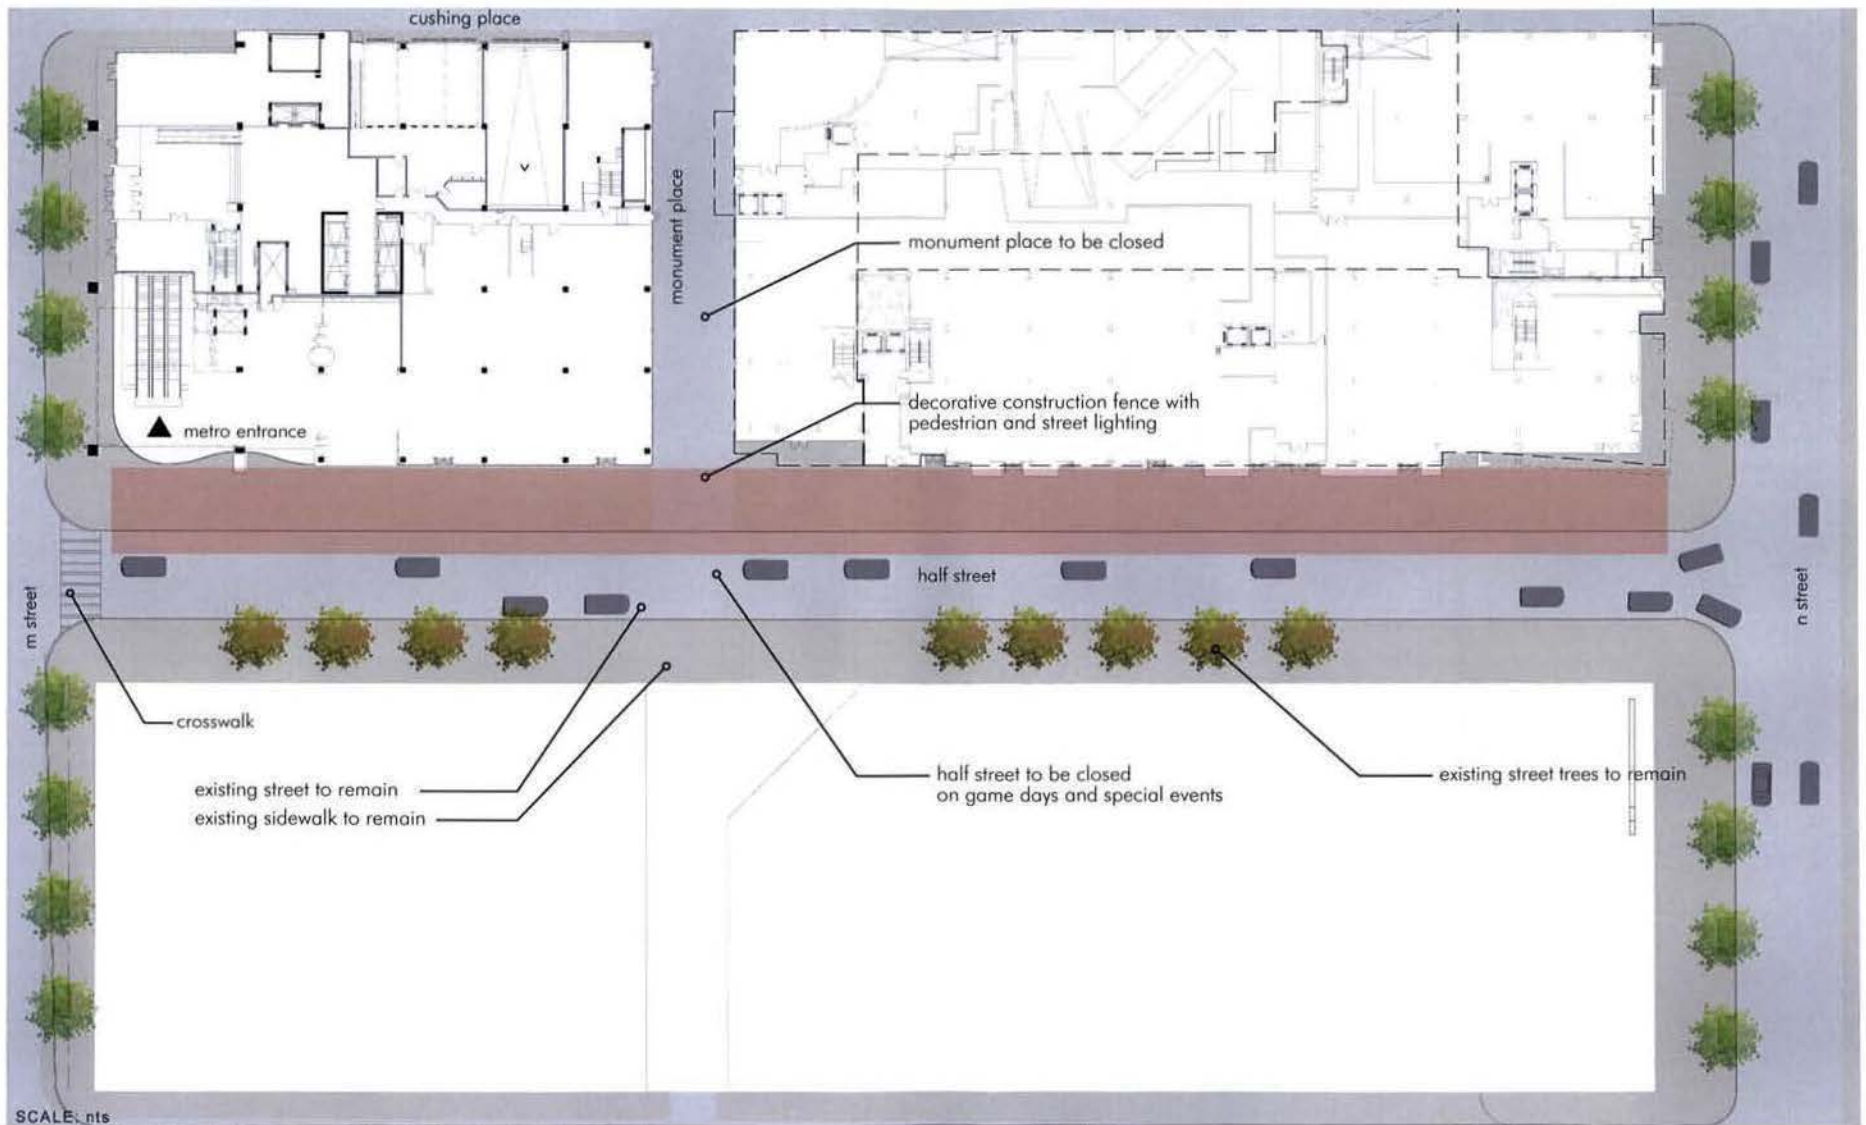 cushing place
monument place
monument place to be closed
decorative construction fence with
pedestrian and street lighting
metro entrance
half street
m street
n street
crosswalk
existing street to remain
existing sidewalk to remain
half street to be closed
on game days and special events
existing street trees to remain
SCALE: nts